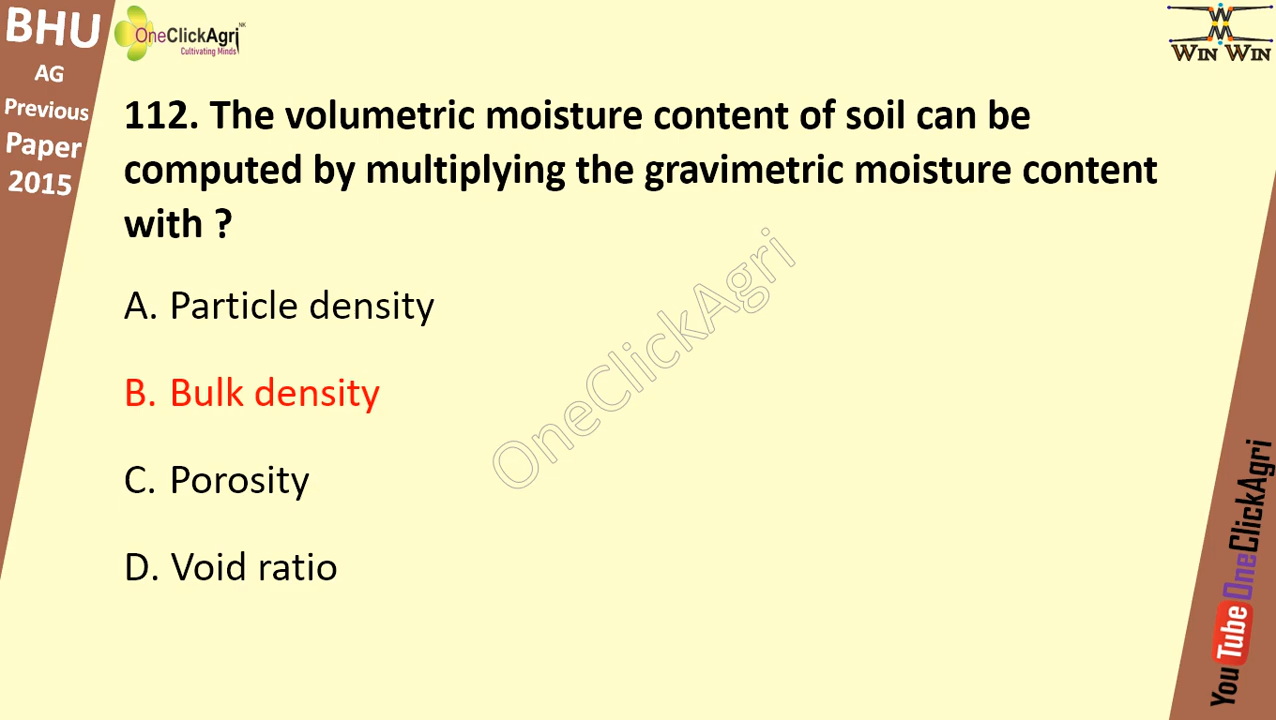 BHU
AG
Previous
Paper
2015
OneClickAgri NK
Cultivating Minds
WIN WIN
112. The volumetric moisture content of soil can be
computed by multiplying the gravimetric moisture content
with ?
A. Particle density
B. Bulk density
C. Porosity
D. Void ratio
OneClickAgri
YouTube OneClickAgri